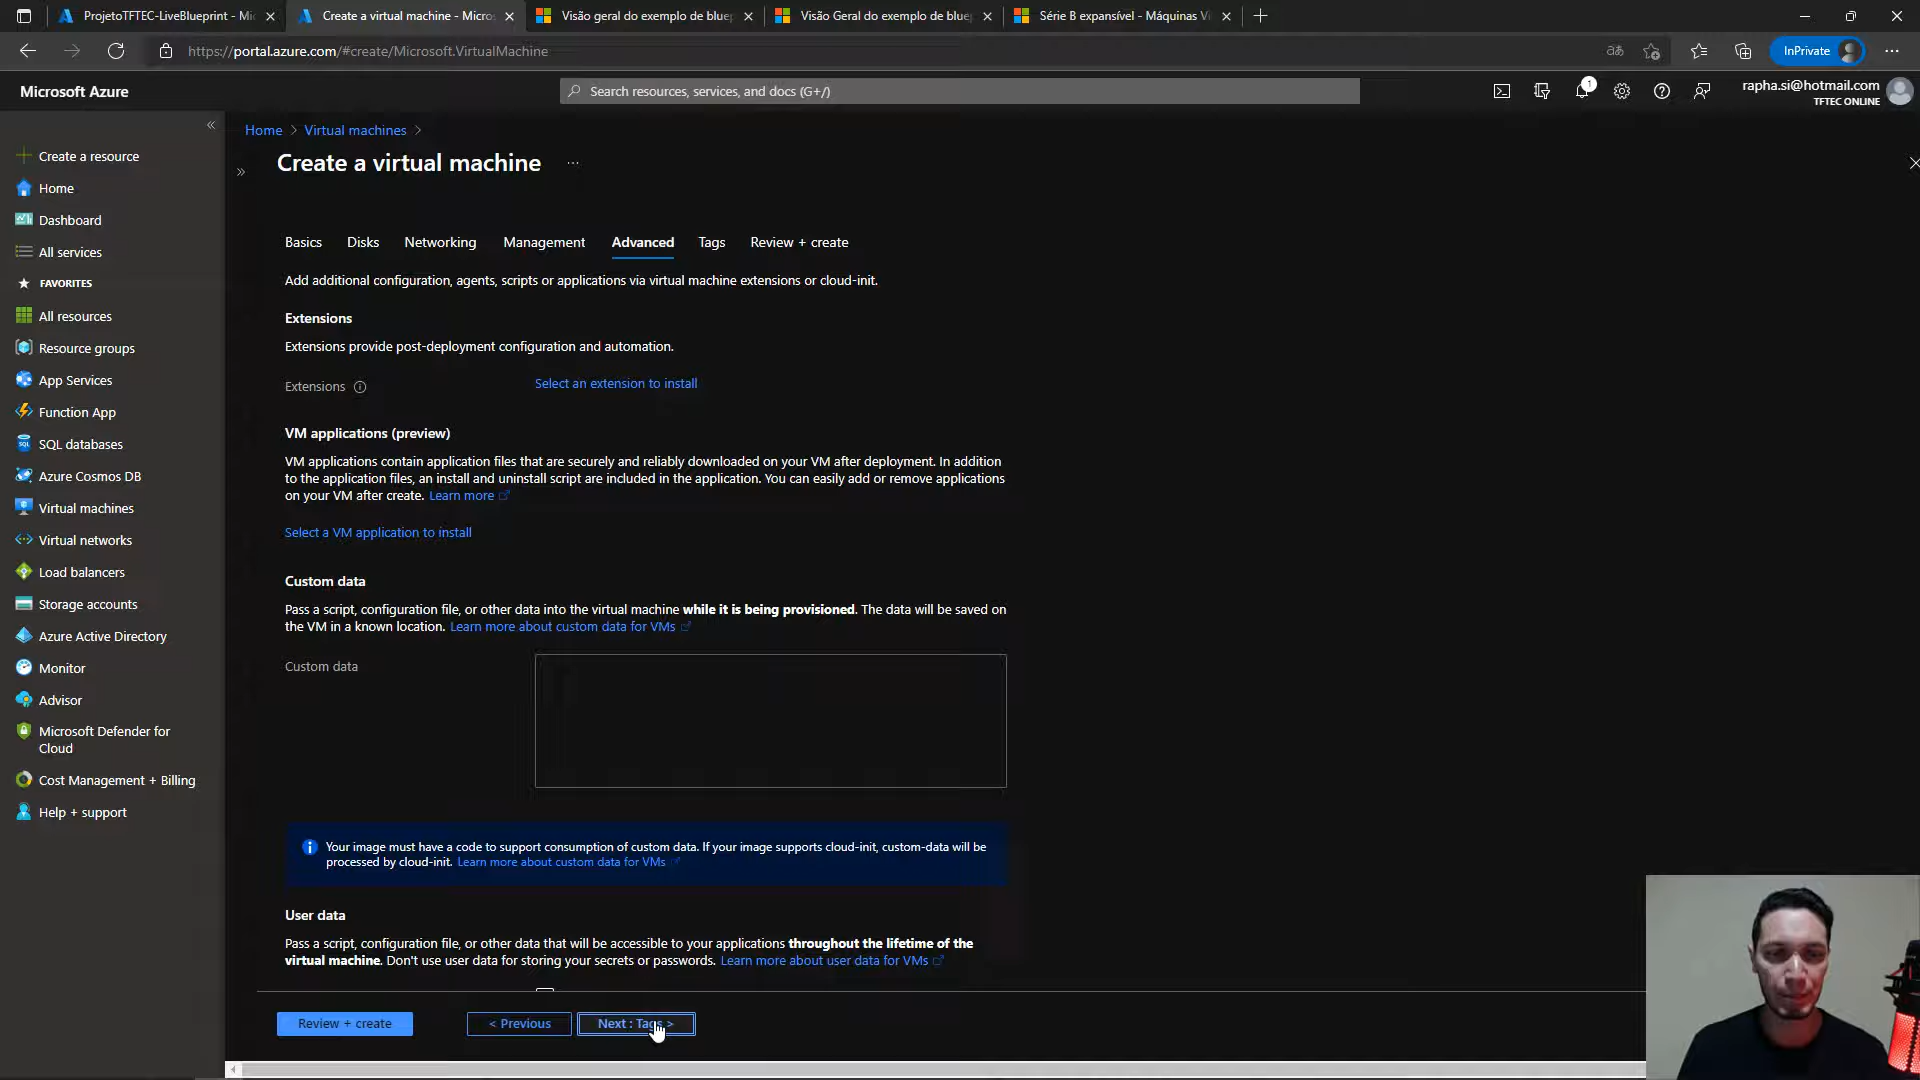 ProjetoTFTEC-LiveBlueprint - Mi
Create a virtual machine - Micros
Visão geral do exemplo de bluep
Visão Geral do exemplo de bluep
Série B expansível - Máquinas Vi
https://portal.azure.com/#create/Microsoft.VirtualMachine
InPrivate
Microsoft Azure
Search resources, services, and docs (G+/)
1
rapha.si@hotmail.com
TFTEC ONLINE
Create a resource
Home
Dashboard
All services
FAVORITES
All resources
Resource groups
App Services
Function App
SQL databases
Azure Cosmos DB
Virtual machines
Virtual networks
Load balancers
Storage accounts
Azure Active Directory
Monitor
Advisor
Microsoft Defender for
Cloud
Cost Management + Billing
Help + support
Home > Virtual machines >
Create a virtual machine ...
Basics Disks Networking Management Advanced Tags Review + create
Add additional configuration, agents, scripts or applications via virtual machine extensions or cloud-init.
Extensions
Extensions provide post-deployment configuration and automation.
Extensions
Select an extension to install
VM applications (preview)
VM applications contain application files that are securely and reliably downloaded on your VM after deployment. In addition
to the application files, an install and uninstall script are included in the application. You can easily add or remove applications
on your VM after create. Learn more
Select a VM application to install
Custom data
Pass a script, configuration file, or other data into the virtual machine while it is being provisioned. The data will be saved on
the VM in a known location. Learn more about custom data for VMs
Custom data
Your image must have a code to support consumption of custom data. If your image supports cloud-init, custom-data will be
processed by cloud-init. Learn more about custom data for VMs
User data
Pass a script, configuration file, or other data that will be accessible to your applications throughout the lifetime of the
virtual machine. Don't use user data for storing your secrets or passwords. Learn more about user data for VMs
Review + create
< Previous
Next : Tags >